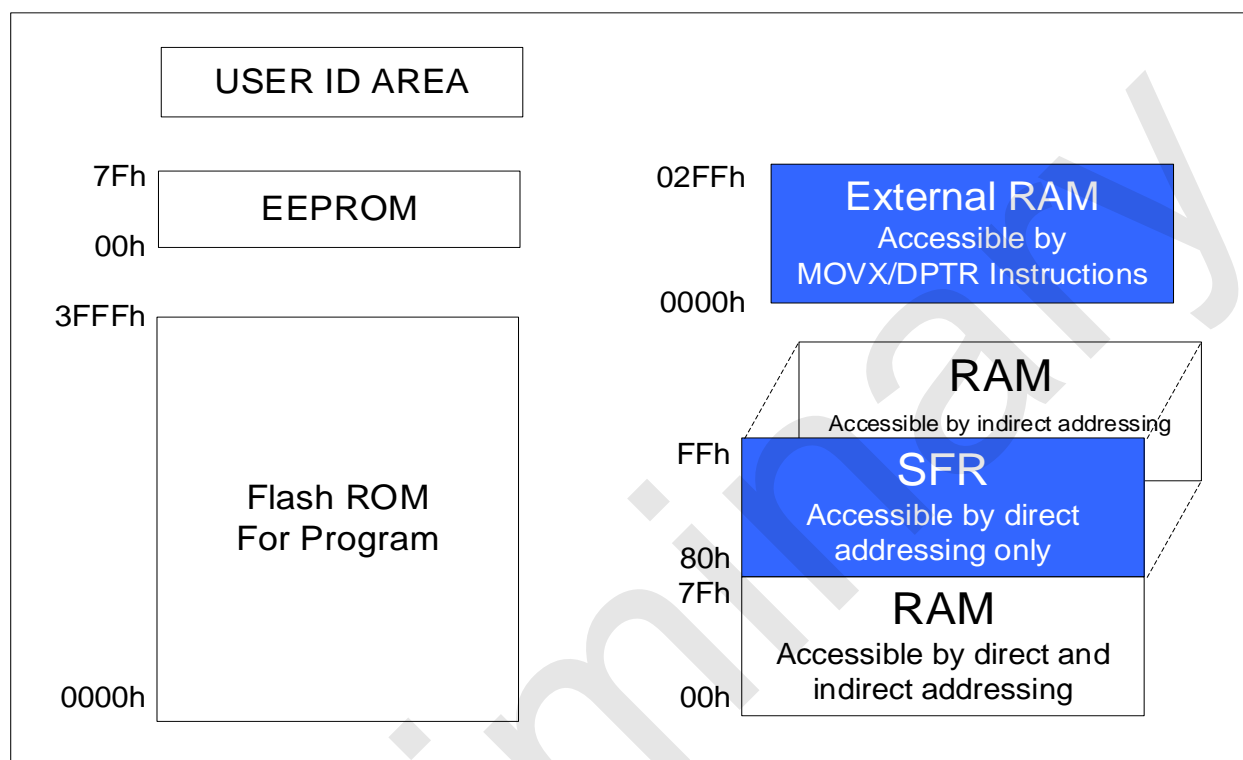 USER ID AREA
7Fh
EEPROM
00h
3FFFh
Flash ROM
For Program
0000h
02FFh
External RAM
Accessible by
MOVX/DPTR Instructions
0000h
RAM
Accessible by indirect addressing
FFh
SFR
Accessible by direct
addressing only
80h
7Fh
RAM
Accessible by direct and
indirect addressing
00h
iminary